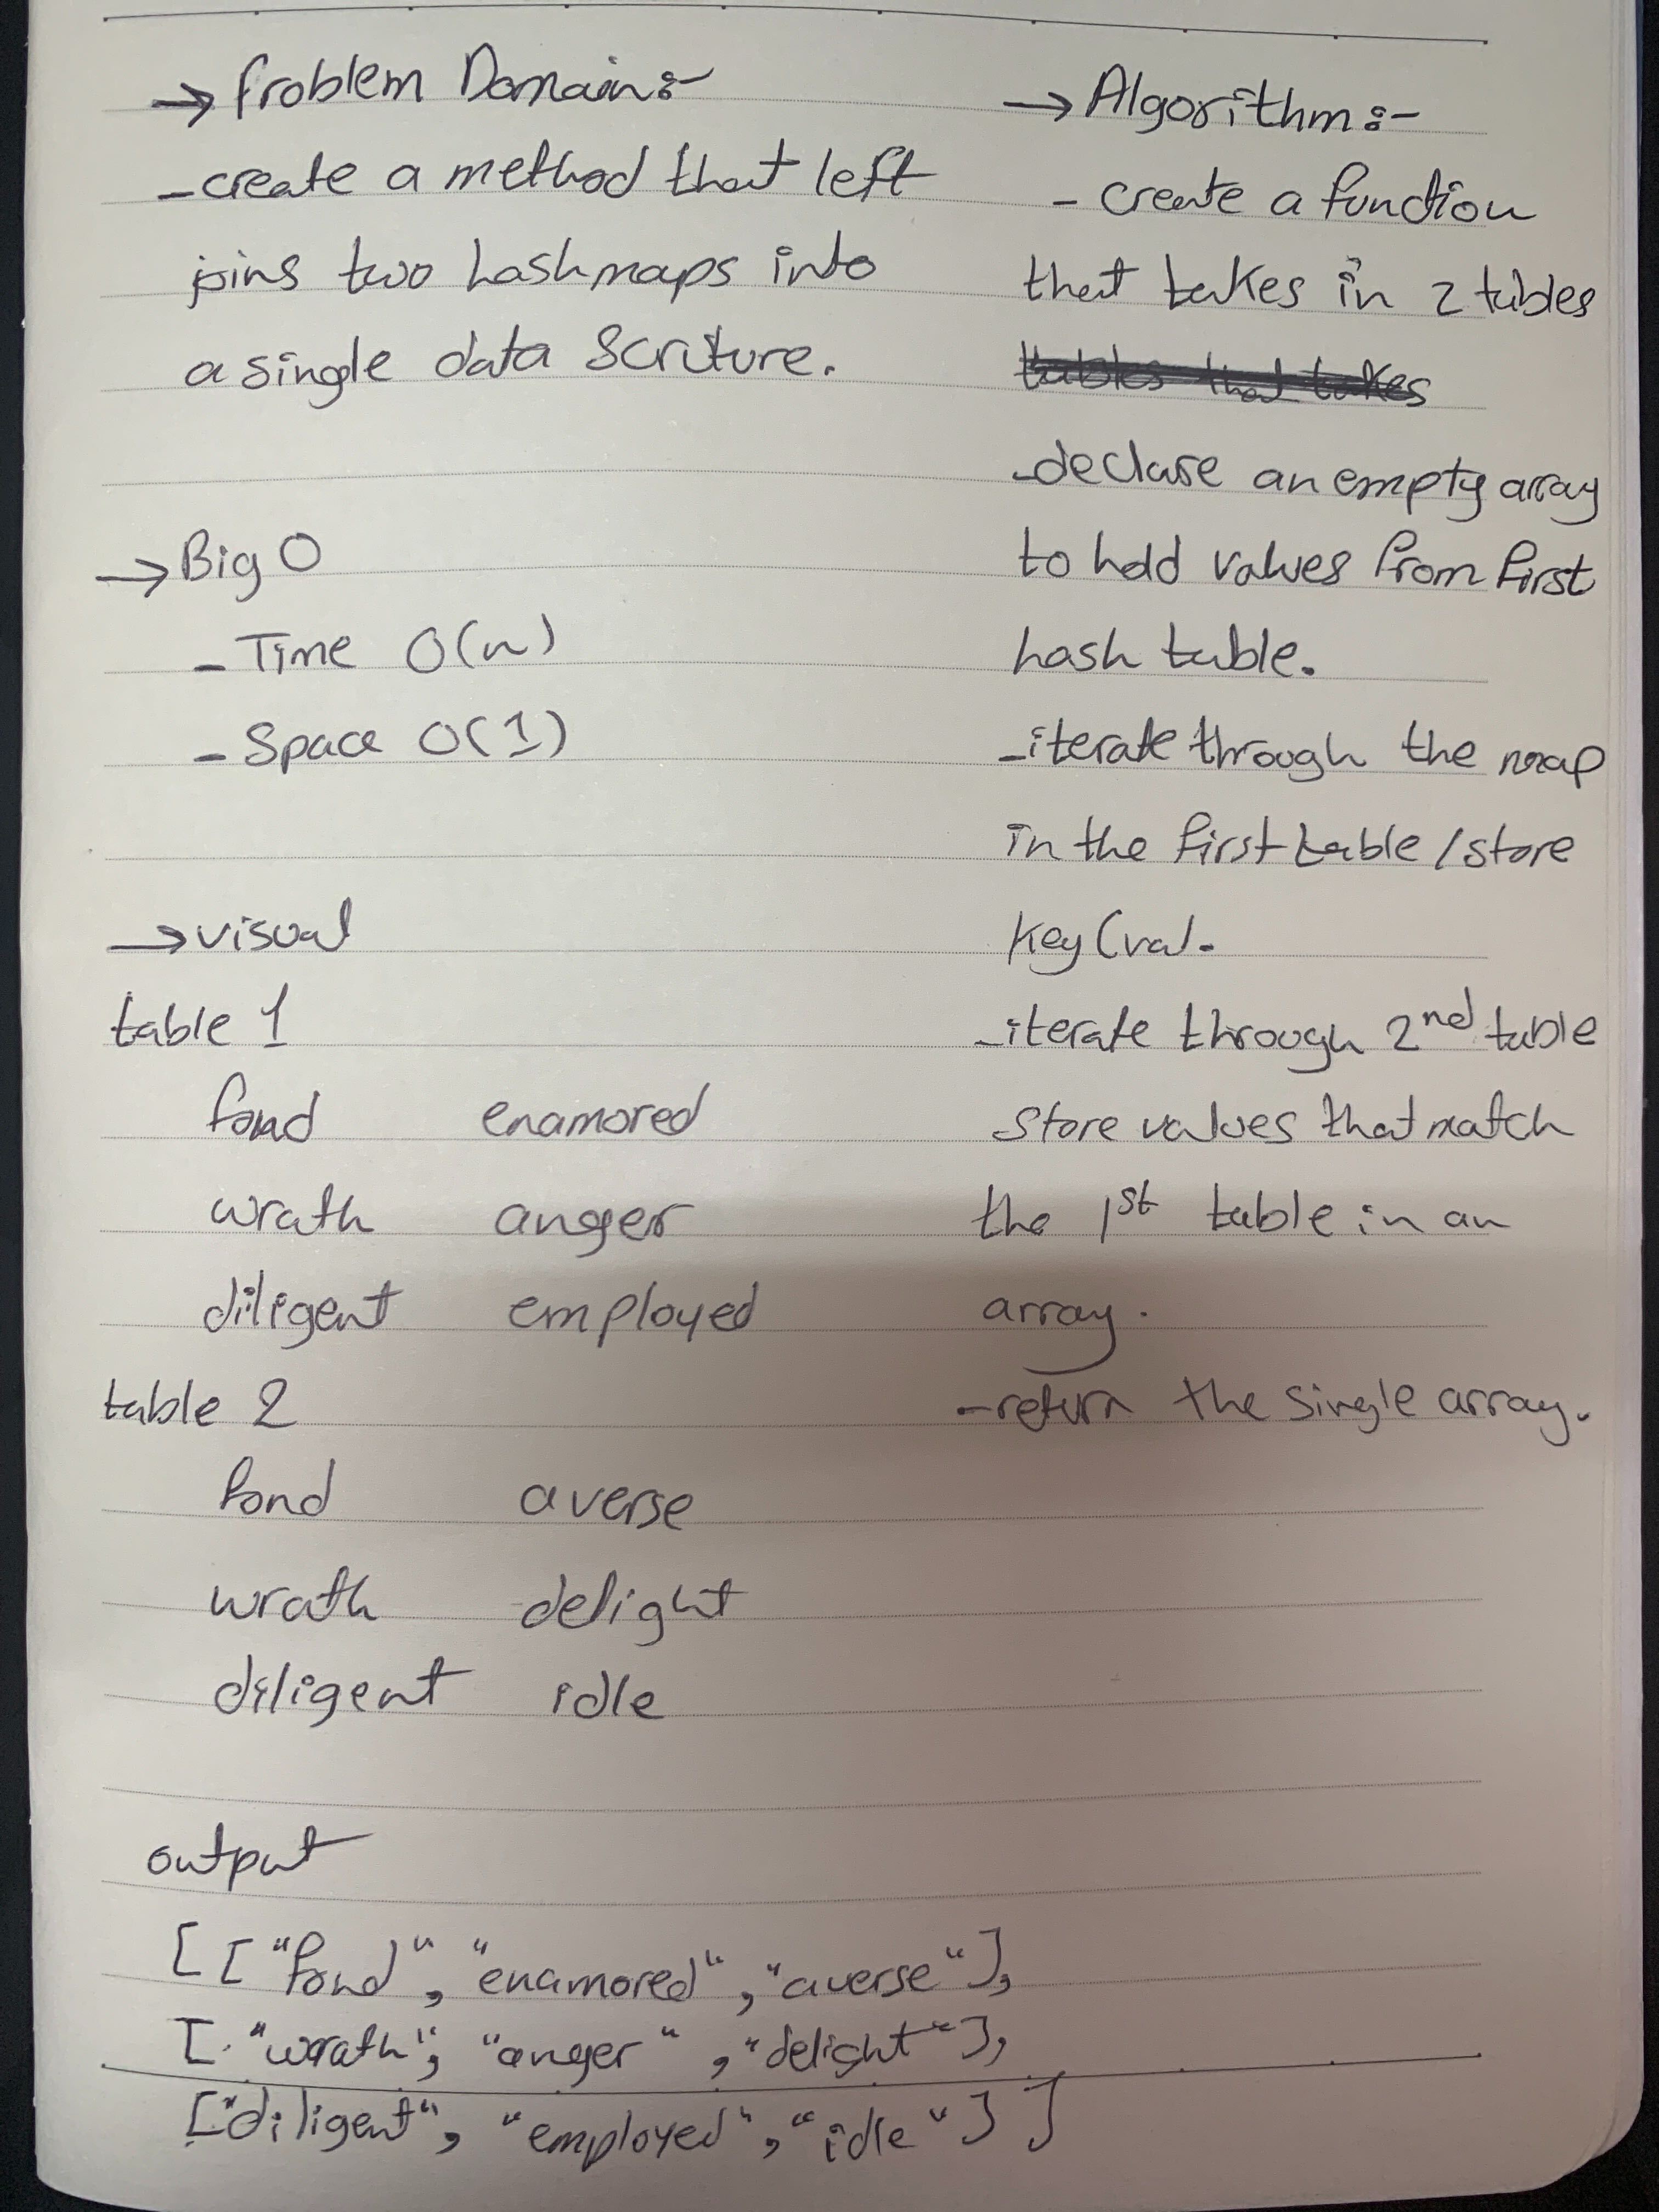 → Problem Domain:-
- create a method that left
joins two hashmaps into
a single data Scruture.
→ Big O
- Time O(n)
- Space O(1)
→ visual
table 1
fond enamored
wrath anger
diligent employed
table 2
fond averse
wrath delight
diligent idle
output
[ [ "fond", "enamored", "averse"],
[ "wrath", "anger", "delight"],
["diligent", "employed", "idle"] ]
→ Algorithm:-
- create a function
that takes in 2 tables
tables that takes
- declare an empty array
to hold values from first
hash table.
- iterate through the map
in the first table / store
key (val.
- iterate through 2nd table
store values that match
the 1st table in an
array.
- return the single array.